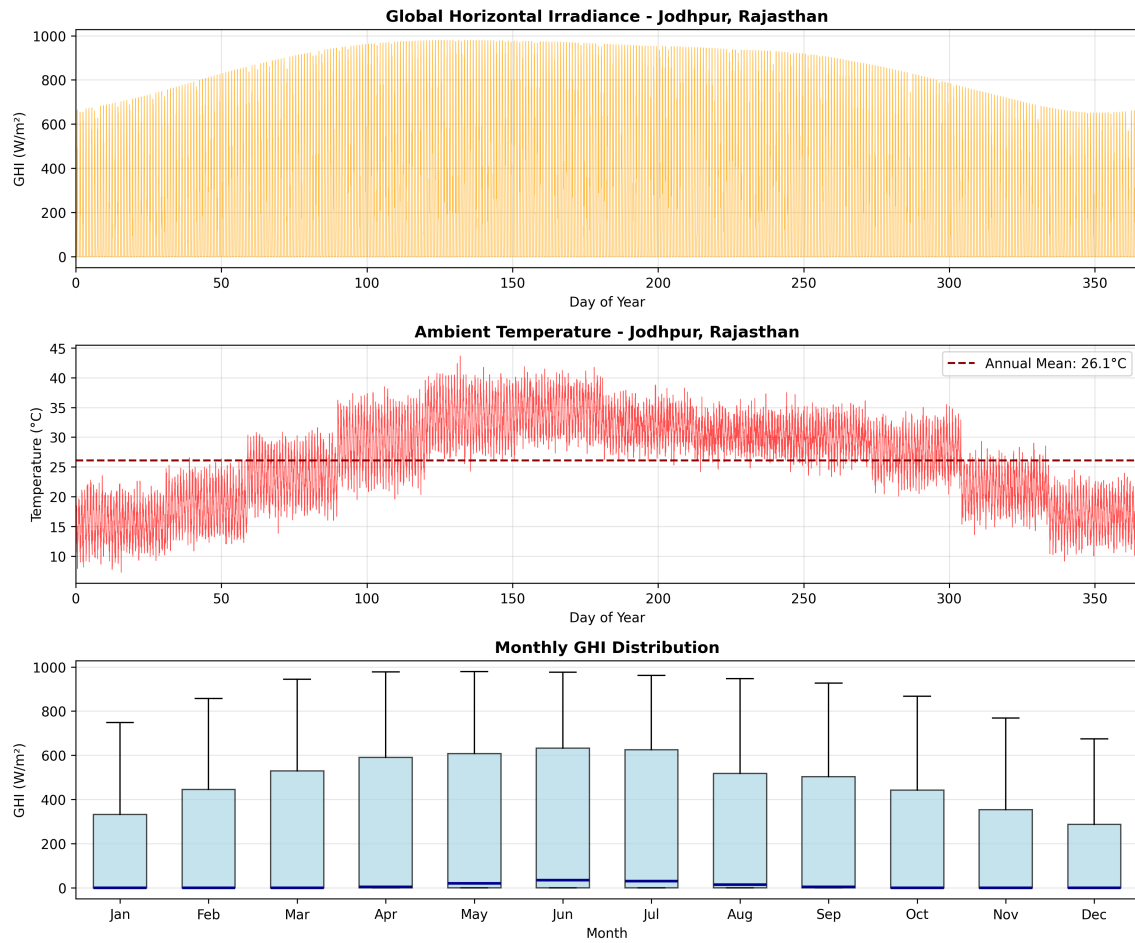 Global Horizontal Irradiance - Jodhpur, Rajasthan
1000
800
600
400
200
0
GHI (W/m²)
0 50 100 150 200 250 300 350
Day of Year
Ambient Temperature - Jodhpur, Rajasthan
45
40
35
30
25
20
15
10
Temperature (°C)
Annual Mean: 26.1°C
0 50 100 150 200 250 300 350
Day of Year
Monthly GHI Distribution
1000
800
600
400
200
0
GHI (W/m²)
Jan Feb Mar Apr May Jun Jul Aug Sep Oct Nov Dec
Month